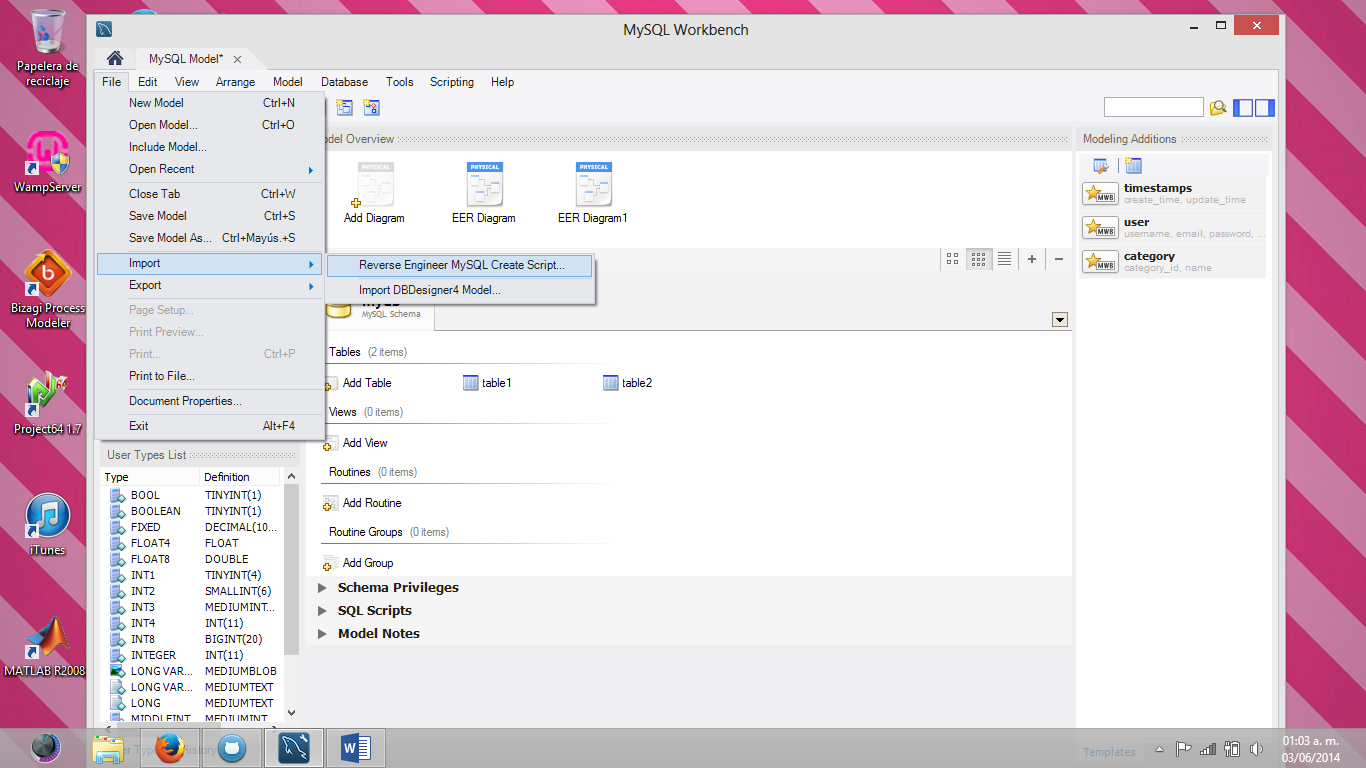 Papelera de
reciclaje
WampServer
Bizagi Process
Modeler
64
Project64 1.7
iTunes
MATLAB R2008
MySQL Workbench
MySQL Model*
File Edit View Arrange Model Database Tools Scripting Help
New Model Ctrl+N
Open Model... Ctrl+O
Include Model...
Open Recent
Close Tab Ctrl+W
Save Model Ctrl+S
Save Model As... Ctrl+Mayús.+S
Import
Export
Page Setup...
Print Preview...
Print... Ctrl+P
Print to File...
Document Properties...
Exit Alt+F4
Reverse Engineer MySQL Create Script...
Import DBDesigner4 Model...
odel Overview
PHYSICAL PHYSICAL
Add Diagram EER Diagram EER Diagram1
MySQL Schema
Tables (2 items)
Add Table table1 table2
Views (0 items)
Add View
Routines (0 items)
Add Routine
Routine Groups (0 items)
Add Group
Schema Privileges
SQL Scripts
Model Notes
User Types List
Type Definition
BOOL TINYINT(1)
BOOLEAN TINYINT(1)
FIXED DECIMAL(10...
FLOAT4 FLOAT
FLOAT8 DOUBLE
INT1 TINYINT(4)
INT2 SMALLINT(6)
INT3 MEDIUMINT...
INT4 INT(11)
INT8 BIGINT(20)
INTEGER INT(11)
LONG VAR... MEDIUMBLOB
LONG VAR... MEDIUMTEXT
LONG MEDIUMTEXT
MIDDLEINT MEDIUMINT
Modeling Additions
MWB
timestamps
create_time, update_time
MWB
user
username, email, password, ...
MWB
category
category_id, name
Templates
01:03 a. m.
03/06/2014